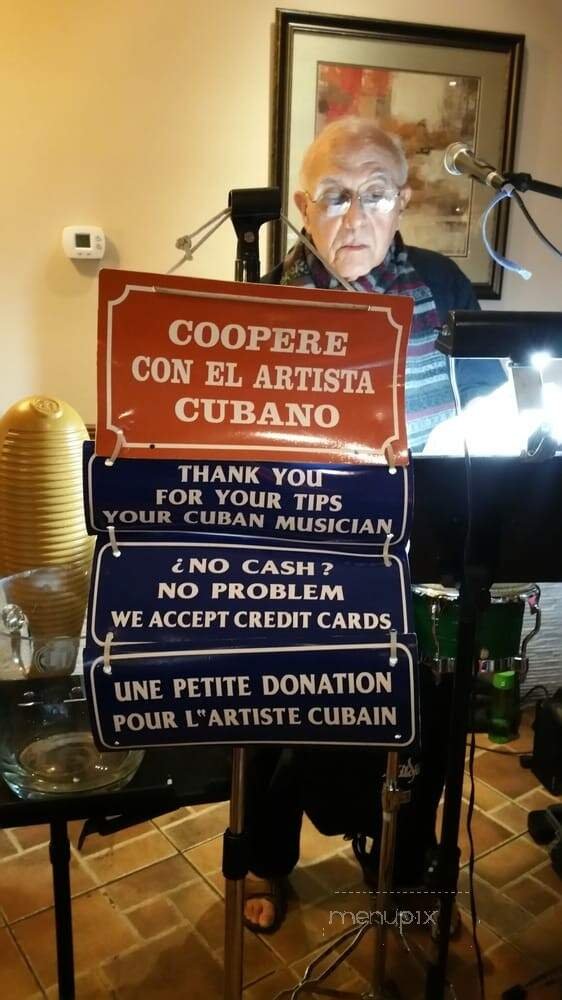 COOPERE
CON EL ARTISTA
CUBANO
THANK YOU
FOR YOUR TIPS
YOUR CUBAN MUSICIAN
¿NO CASH?
NO PROBLEM
WE ACCEPT CREDIT CARDS
UNE PETITE DONATION
POUR L"ARTISTE CUBAIN
menupix